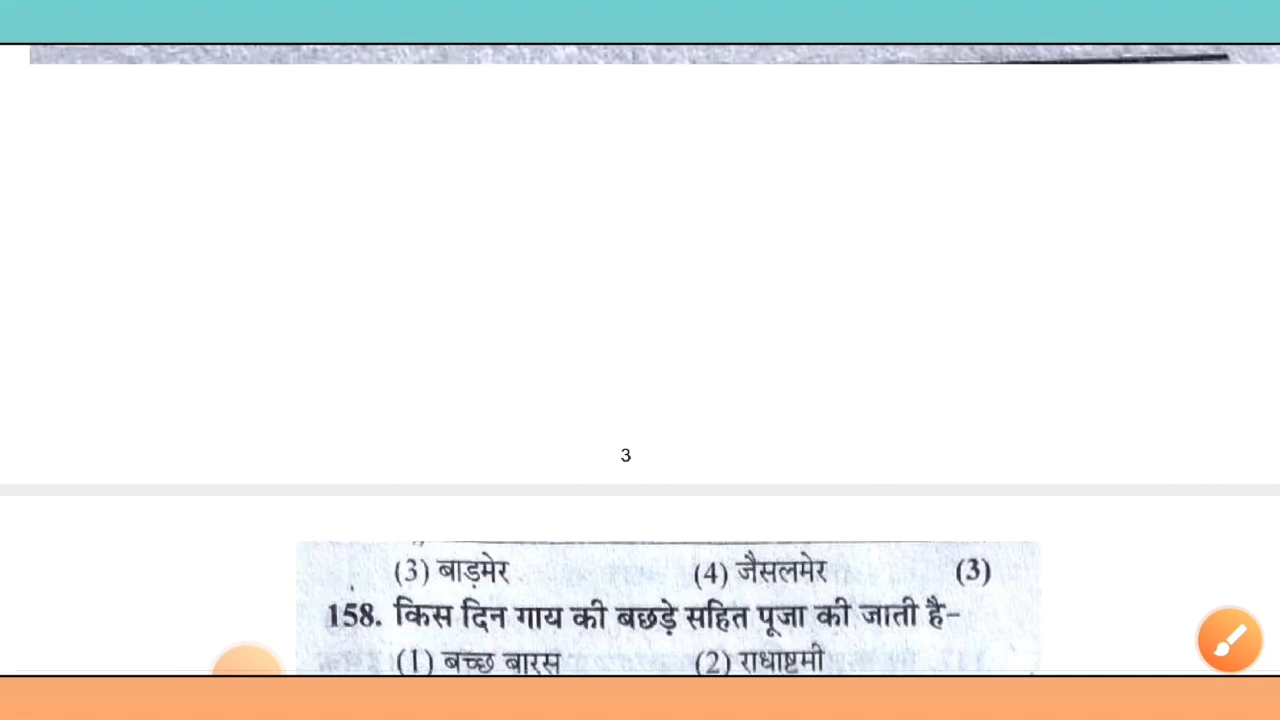 3
(3) बाड़मेर (4) जैसलमेर (3)
158. किस दिन गाय की बछड़े सहित पूजा की जाती है-
(1) बच्छ बारस (2) राधाष्टमी